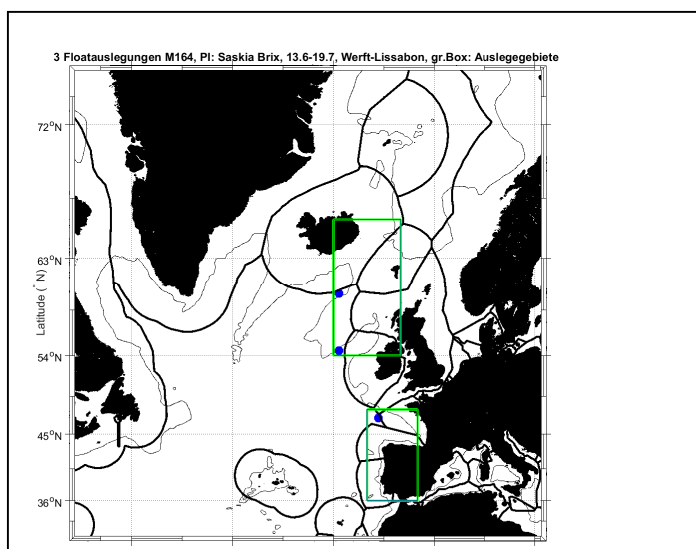 3 Floatauslegungen M164, PI: Saskia Brix, 13.6-19.7, Werft-Lissabon, gr.Box: Auslegegebiete
72°N
63°N
54°N
45°N
36°N
Latitude (°N)